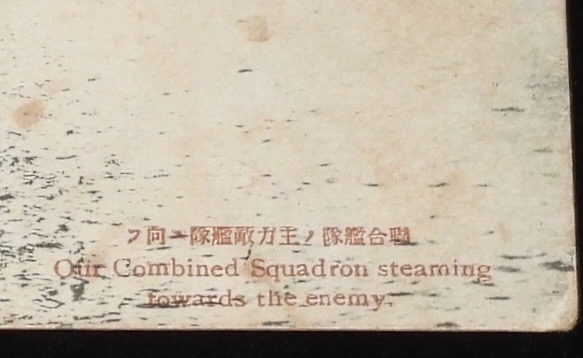 聯合艦隊ノ主力敵艦隊ニ向フ
Our Combined Squadron steaming
towards the enemy.